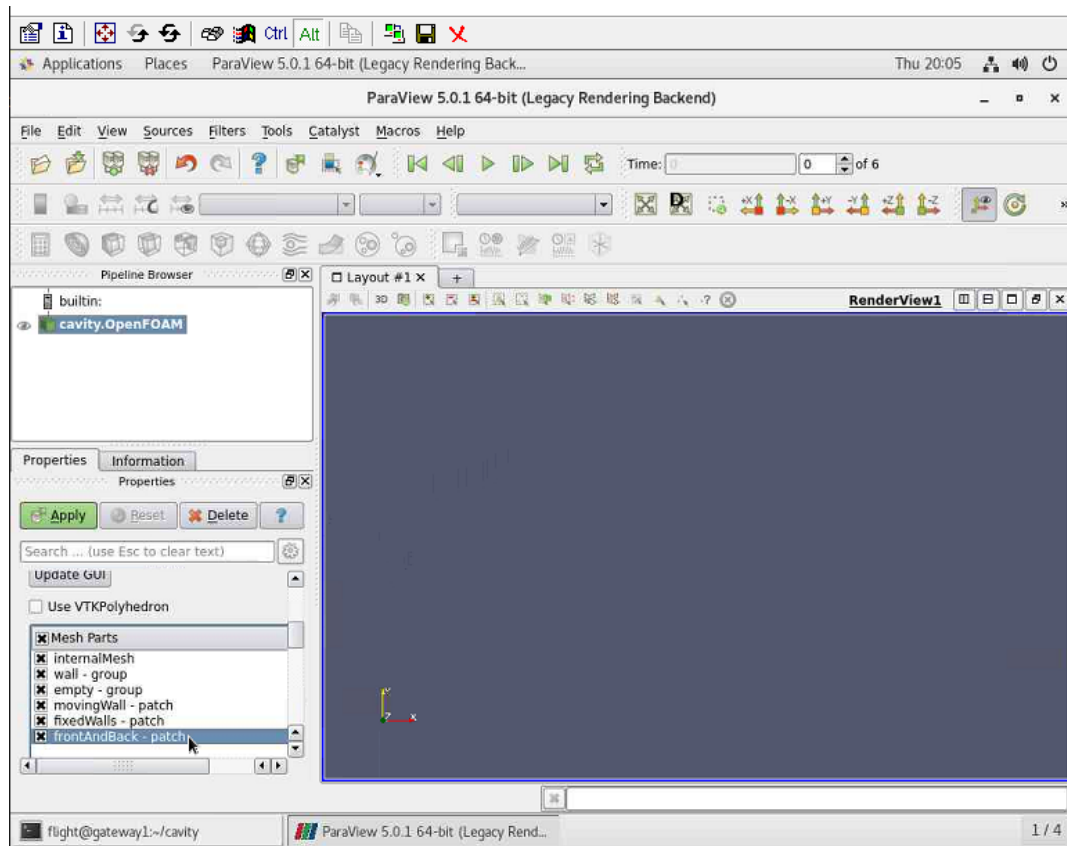 Ctrl Alt
Applications Places ParaView 5.0.1 64-bit (Legacy Rendering Back... Thu 20:05
ParaView 5.0.1 64-bit (Legacy Rendering Backend)
File Edit View Sources Filters Tools Catalyst Macros Help
Time: 0 0 of 6
+X -X +Y -Y +Z -Z
Pipeline Browser
Layout #1 x +
builtin:
3D RenderView1
cavity.OpenFOAM
Properties Information
Properties
Apply Reset Delete ?
Search ... (use Esc to clear text)
Update GUI
Use VTKPolyhedron
Mesh Parts
internalMesh
wall - group
empty - group
movingWall - patch
fixedWalls - patch
frontAndBack - patch
Y
Z X
flight@gateway1:~/cavity ParaView 5.0.1 64-bit (Legacy Rend... 1 / 4